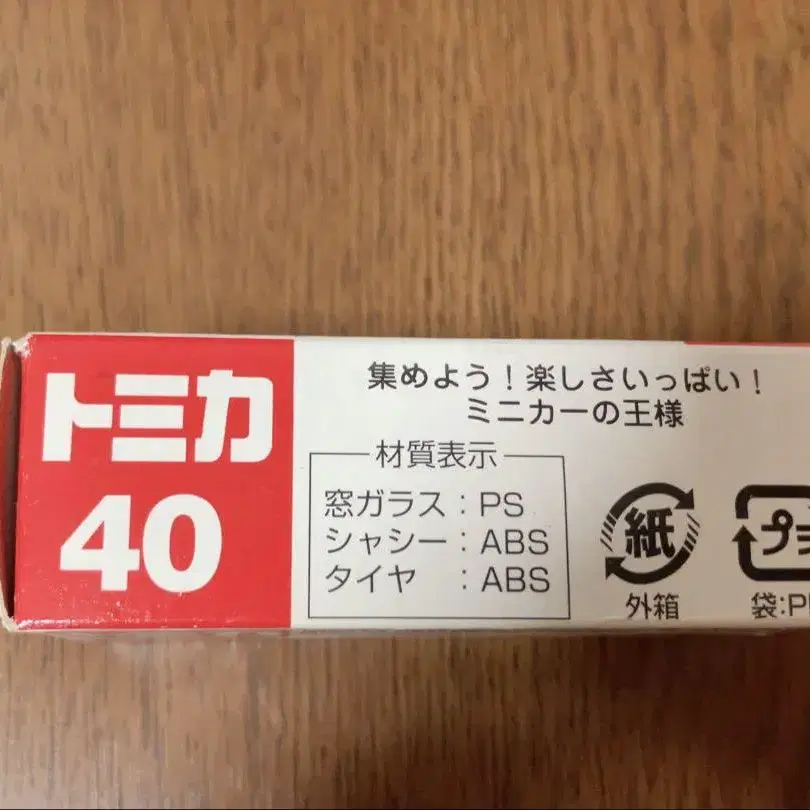 トミカ
40
集めよう！楽しさいっぱい！
ミニカーの王様
材質表示
窓ガラス：PS
シャシー：ABS
タイヤ　：ABS
紙
外箱
プラ
袋:P